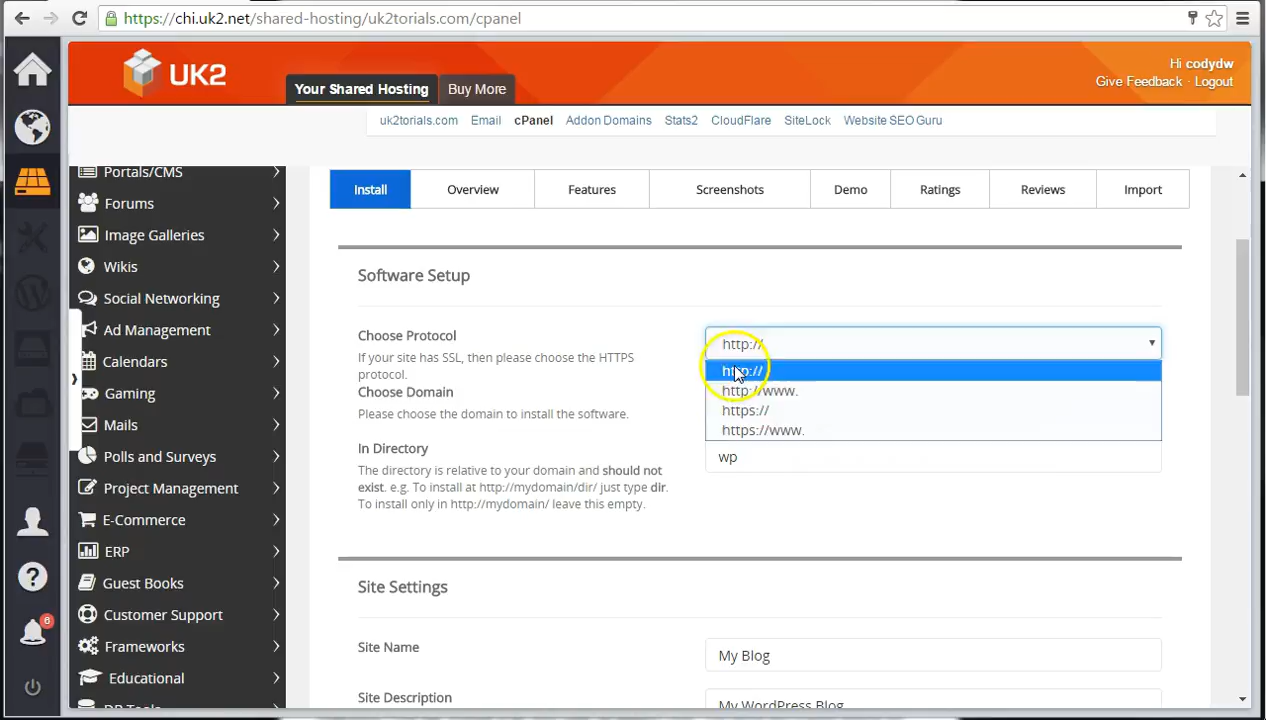 https://chi.uk2.net/shared-hosting/uk2torials.com/cpanel
UK2
Your Shared Hosting
Buy More
Hi codydw
Give Feedback · Logout
uk2torials.com
Email
cPanel
Addon Domains
Stats2
CloudFlare
SiteLock
Website SEO Guru
Portals/CMS
Forums
Image Galleries
Wikis
Social Networking
Ad Management
Calendars
Gaming
Mails
Polls and Surveys
Project Management
E-Commerce
ERP
Guest Books
Customer Support
Frameworks
Educational
DB Tools
6
Install
Overview
Features
Screenshots
Demo
Ratings
Reviews
Import
Software Setup
Choose Protocol
If your site has SSL, then please choose the HTTPS
protocol.
http://
http://
http://www.
https://
https://www.
Choose Domain
Please choose the domain to install the software.
In Directory
The directory is relative to your domain and should not
exist. e.g. To install at http://mydomain/dir/ just type dir.
To install only in http://mydomain/ leave this empty.
wp
Site Settings
Site Name
My Blog
Site Description
My WordPress Blog